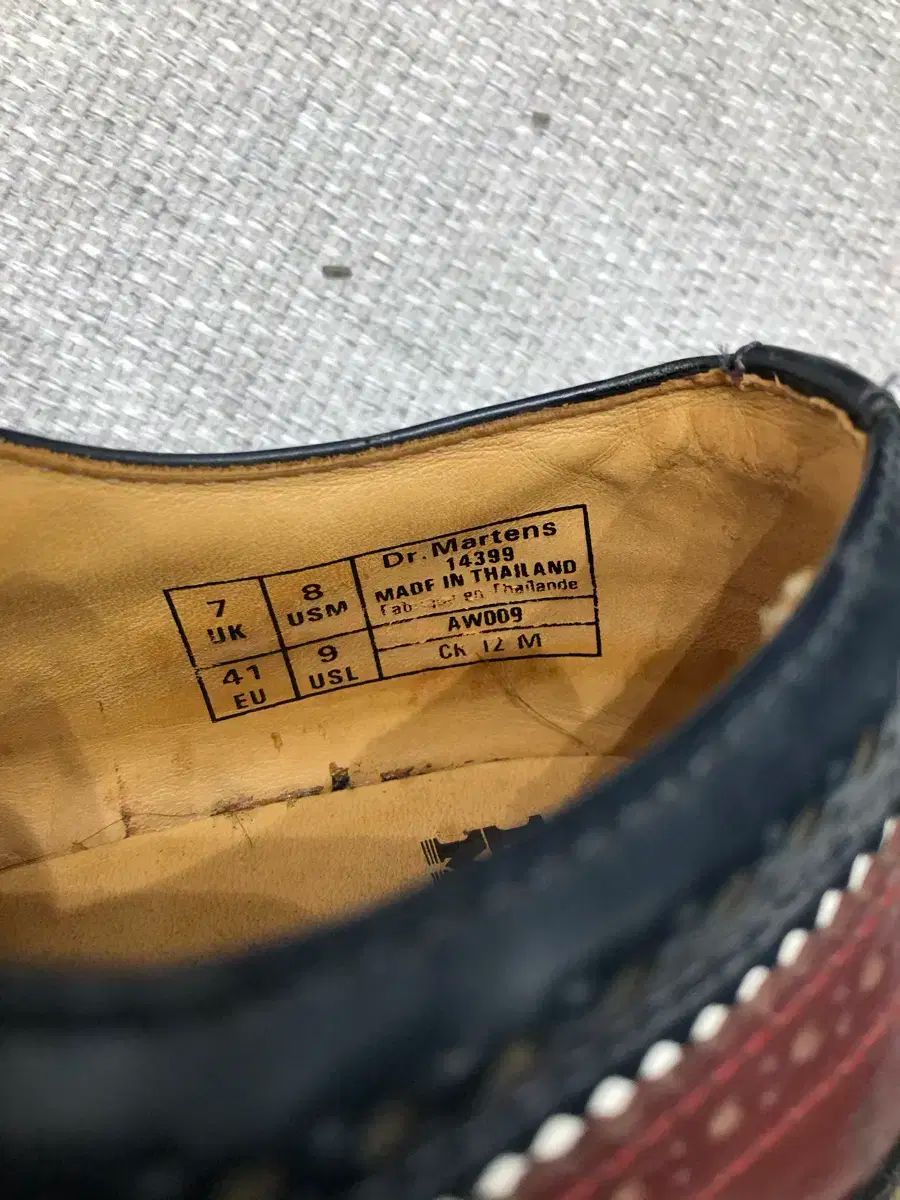 7
UK
8
USM
41
EU
9
USL
Dr. Martens
14399
MADE IN THAILAND
en Thaïlande
AW009
CK 12 M